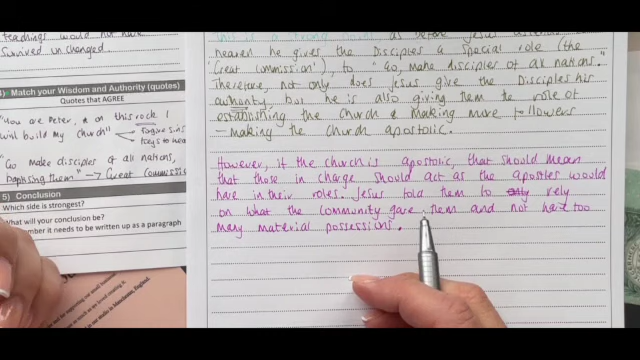 teachings would not have
Survived unchanged
4) Match your Wisdom and Authority (quotes)
Quotes that AGREE
"You are Peter, & on this rock I
will build my Church"
forgive sins
keys to
"Go make disciples of all nations,
baptising them" → Great
5) Conclusion
Which side is strongest?
What will your conclusion be?
it needs to be written up as a paragraph
This is a strong as before Jesus
heaven he gives the Disciples a special role (the
'Great Commission'), to "Go, make disciples of all nations.
Therefore, not only does Jesus give the Disciples his
authority, but he is also giving them the role of
establishing the Church & making more followers
- making the Church apostolic.
However, if the church is apostolic, that should mean
that those in charge should act as the apostles would
have in their roles. Jesus told them to only rely
on what the community gave them and not have too
many material possessions.